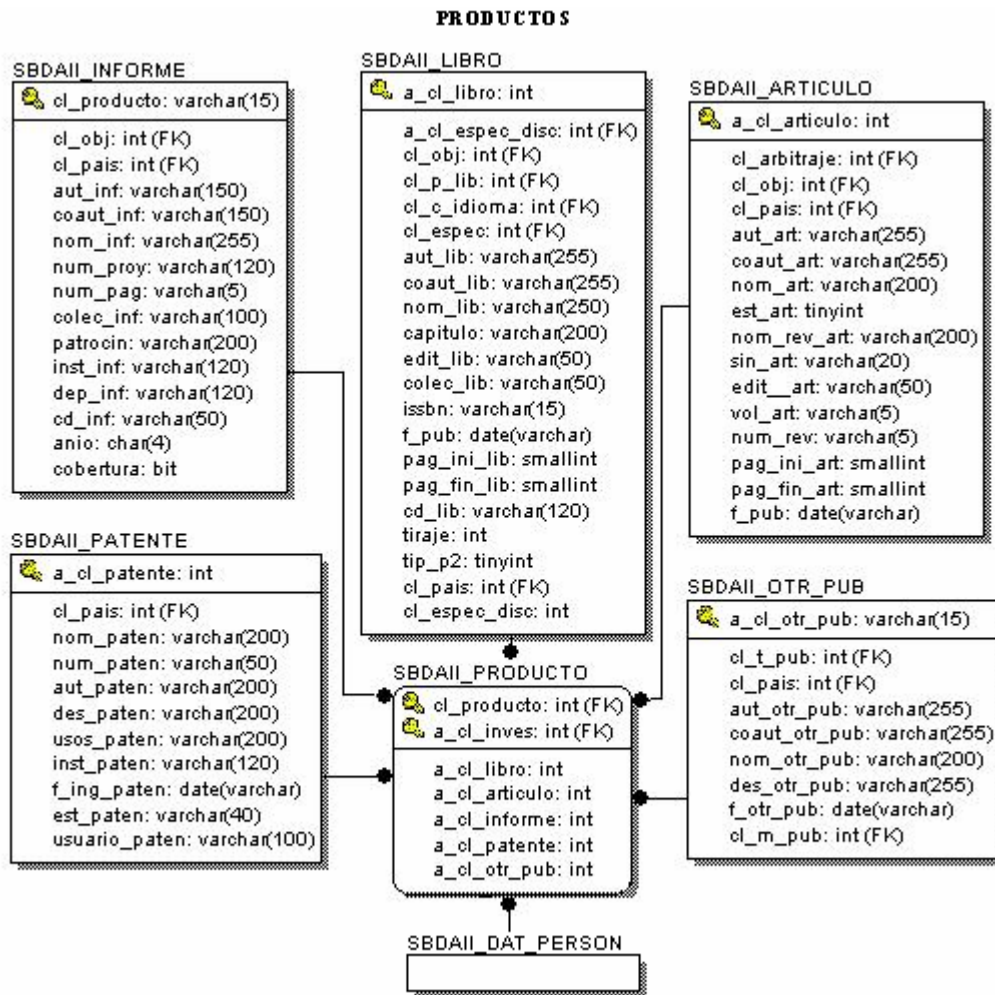 PRODUCTOS
SBDAII_INFORME
cl_producto: varchar(15)
cl_obj: int (FK)
cl_pais: int (FK)
aut_inf: varchar(150)
coaut_inf: varchar(150)
nom_inf: varchar(255)
num_proy: varchar(120)
num_pag: varchar(5)
colec_inf: varchar(100)
patrocin: varchar(200)
inst_inf: varchar(120)
dep_inf: varchar(120)
cd_inf: varchar(50)
anio: char(4)
cobertura: bit
SBDAII_LIBRO
a_cl_libro: int
a_cl_espec_disc: int (FK)
cl_obj: int (FK)
cl_p_lib: int (FK)
cl_c_idioma: int (FK)
cl_espec: int (FK)
aut_lib: varchar(255)
coaut_lib: varchar(255)
nom_lib: varchar(250)
capitulo: varchar(200)
edit_lib: varchar(50)
colec_lib: varchar(50)
issbn: varchar(15)
f_pub: date(varchar)
pag_ini_lib: smallint
pag_fin_lib: smallint
cd_lib: varchar(120)
tiraje: int
tip_p2: tinyint
cl_pais: int (FK)
cl_espec_disc: int
SBDAII_ARTICULO
a_cl_articulo: int
cl_arbitraje: int (FK)
cl_obj: int (FK)
cl_pais: int (FK)
aut_art: varchar(255)
coaut_art: varchar(255)
nom_art: varchar(200)
est_art: tinyint
nom_rev_art: varchar(200)
sin_art: varchar(20)
edit__art: varchar(50)
vol_art: varchar(5)
num_rev: varchar(5)
pag_ini_art: smallint
pag_fin_art: smallint
f_pub: date(varchar)
SBDAII_PATENTE
a_cl_patente: int
cl_pais: int (FK)
nom_paten: varchar(200)
num_paten: varchar(50)
aut_paten: varchar(200)
des_paten: varchar(200)
usos_paten: varchar(200)
inst_paten: varchar(120)
f_ing_paten: date(varchar)
est_paten: varchar(40)
usuario_paten: varchar(100)
SBDAII_PRODUCTO
cl_producto: int (FK)
a_cl_inves: int (FK)
a_cl_libro: int
a_cl_articulo: int
a_cl_informe: int
a_cl_patente: int
a_cl_otr_pub: int
SBDAII_OTR_PUB
a_cl_otr_pub: varchar(15)
cl_t_pub: int (FK)
cl_pais: int (FK)
aut_otr_pub: varchar(255)
coaut_otr_pub: varchar(255)
nom_otr_pub: varchar(200)
des_otr_pub: varchar(255)
f_otr_pub: date(varchar)
cl_m_pub: int (FK)
SBDAII_DAT_PERSON